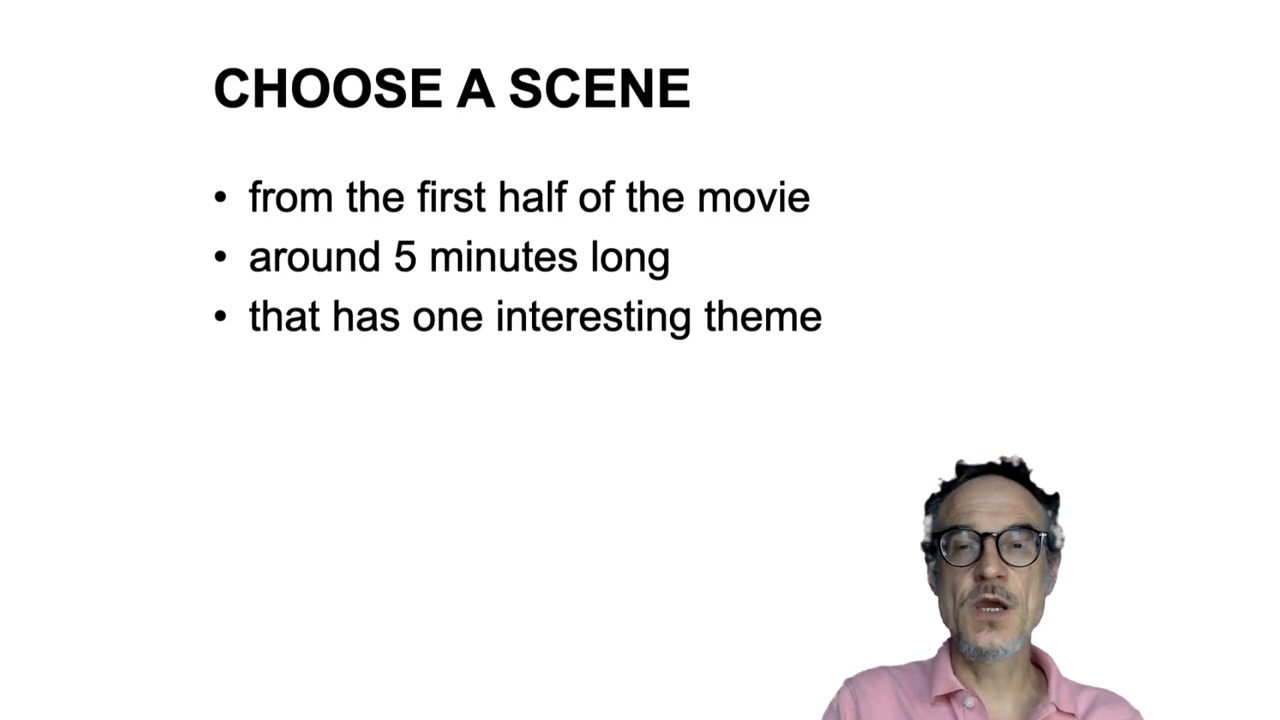 CHOOSE A SCENE
• from the first half of the movie
• around 5 minutes long
• that has one interesting theme